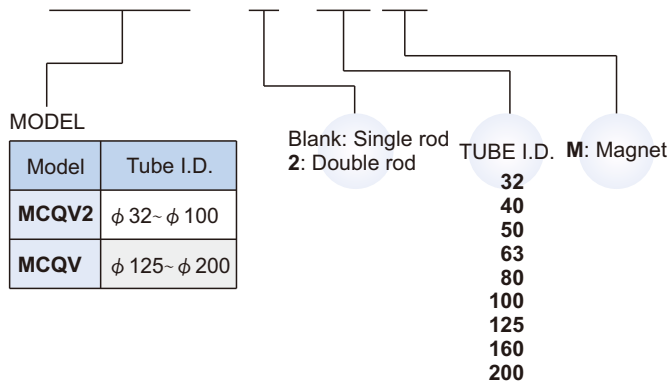 MODEL
Model Tube I.D.
MCQV2 ϕ 32~ ϕ 100
MCQV ϕ 125~ ϕ 200
Blank: Single rod
2: Double rod
TUBE I.D.
32
40
50
63
80
100
125
160
200
M: Magnet